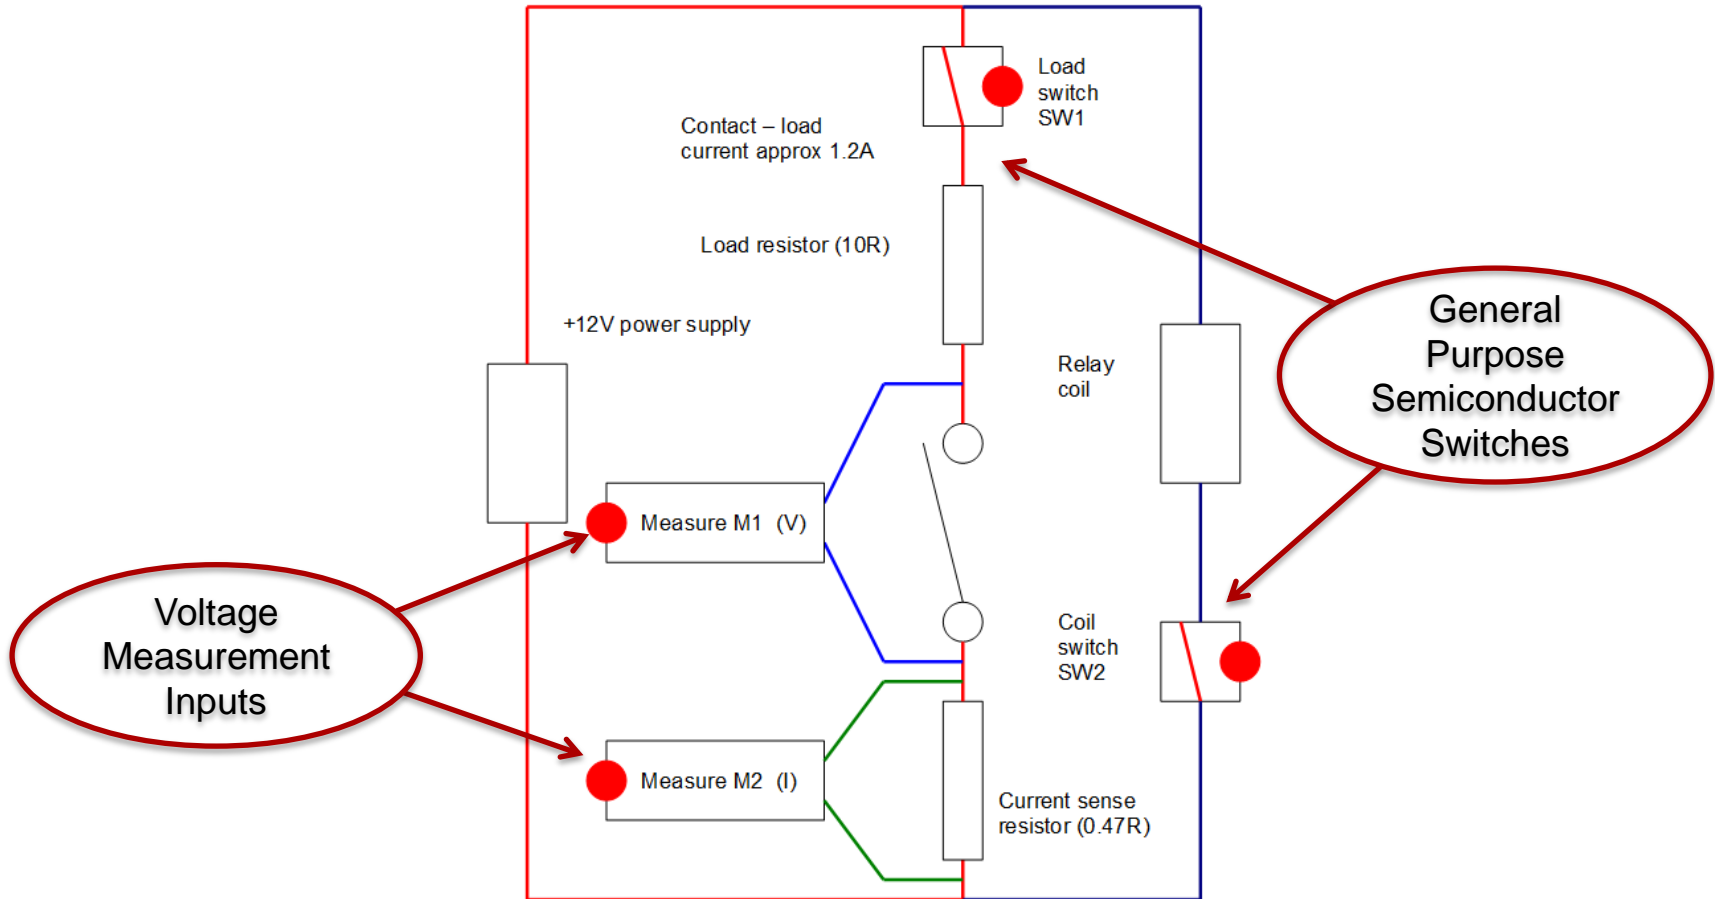 Load
switch
SW1
Contact – load
current approx 1.2A
Load resistor (10R)
+12V power supply
Relay
coil
General
Purpose
Semiconductor
Switches
Measure M1 (V)
Voltage
Measurement
Inputs
Coil
switch
SW2
Measure M2 (I)
Current sense
resistor (0.47R)